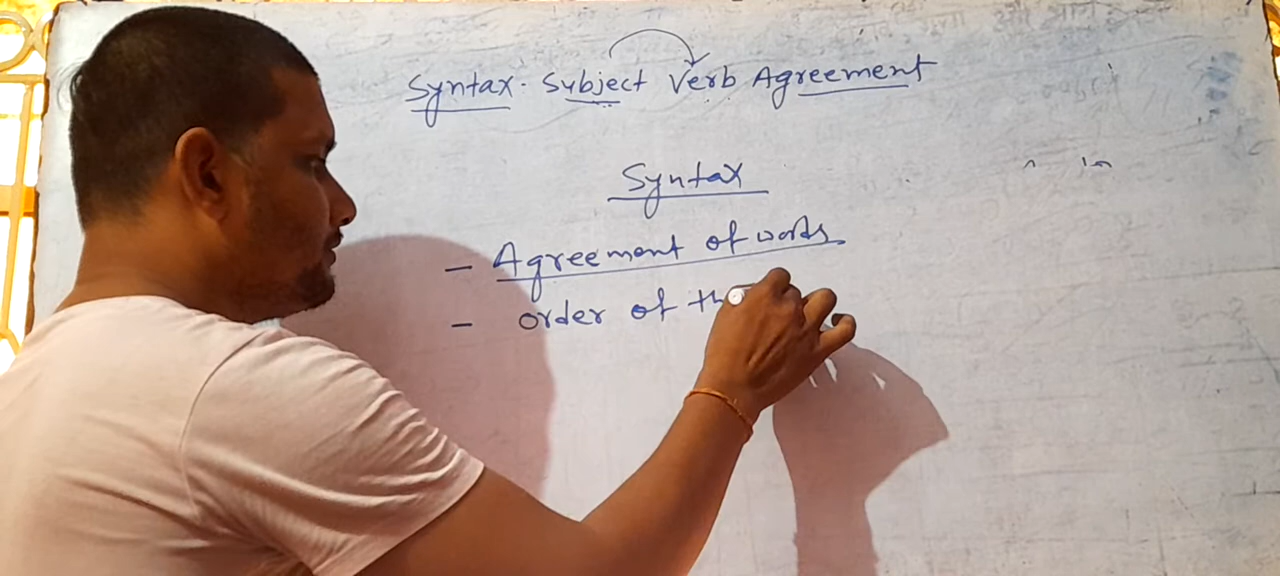 Syntax. Subject Verb Agreement
Syntax
- Agreement of words
- order of th